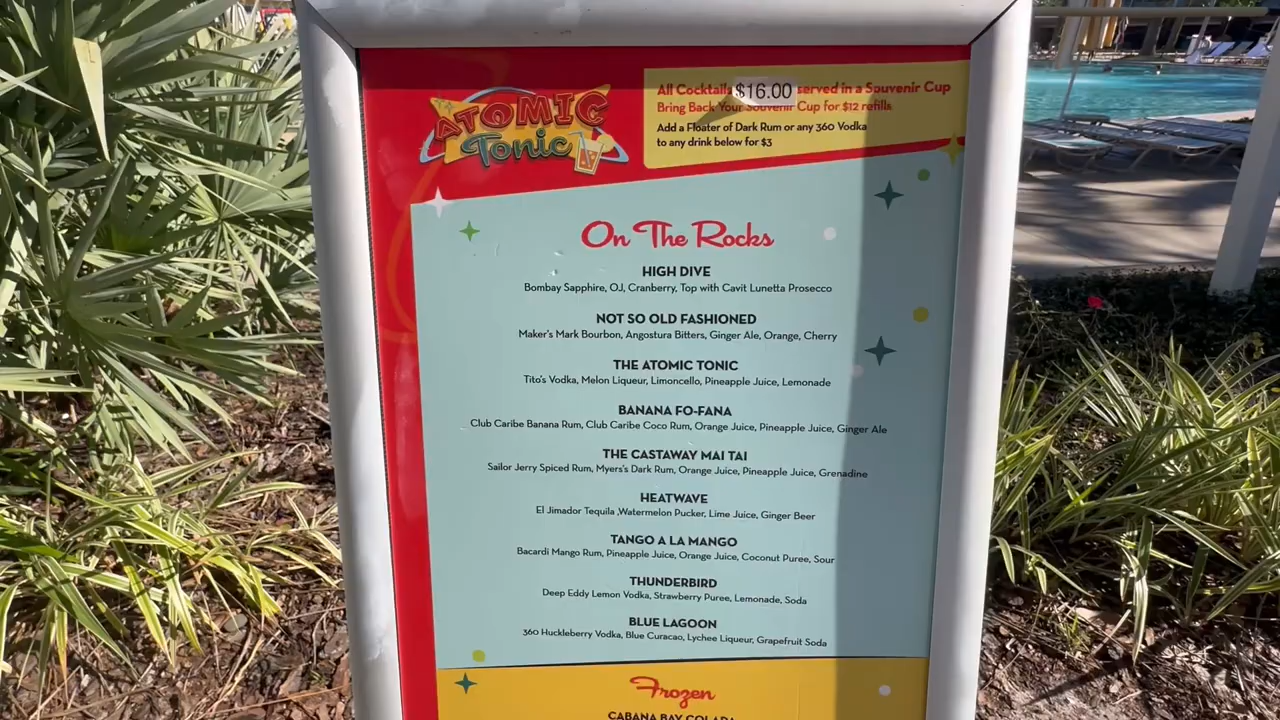 ATOMIC
Tonic
All Cocktails $16.00 served in a Souvenir Cup
Bring Back Your Souvenir Cup for $12 refills
Add a Floater of Dark Rum or any 360 Vodka
to any drink below for $3
On The Rocks
HIGH DIVE
Bombay Sapphire, OJ, Cranberry, Top with Cavit Lunetta Prosecco
NOT SO OLD FASHIONED
Maker's Mark Bourbon, Angostura Bitters, Ginger Ale, Orange, Cherry
THE ATOMIC TONIC
Tito's Vodka, Melon Liqueur, Limoncello, Pineapple Juice, Lemonade
BANANA FO-FANA
Club Caribe Banana Rum, Club Caribe Coco Rum, Orange Juice, Pineapple Juice, Ginger Ale
THE CASTAWAY MAI TAI
Sailor Jerry Spiced Rum, Myers's Dark Rum, Orange Juice, Pineapple Juice, Grenadine
HEATWAVE
El Jimador Tequila ,Watermelon Pucker, Lime Juice, Ginger Beer
TANGO A LA MANGO
Bacardi Mango Rum, Pineapple Juice, Orange Juice, Coconut Puree, Sour
THUNDERBIRD
Deep Eddy Lemon Vodka, Strawberry Puree, Lemonade, Soda
BLUE LAGOON
360 Huckleberry Vodka, Blue Curacao, Lychee Liqueur, Grapefruit Soda
Frozen
CABANA BAY COLADA